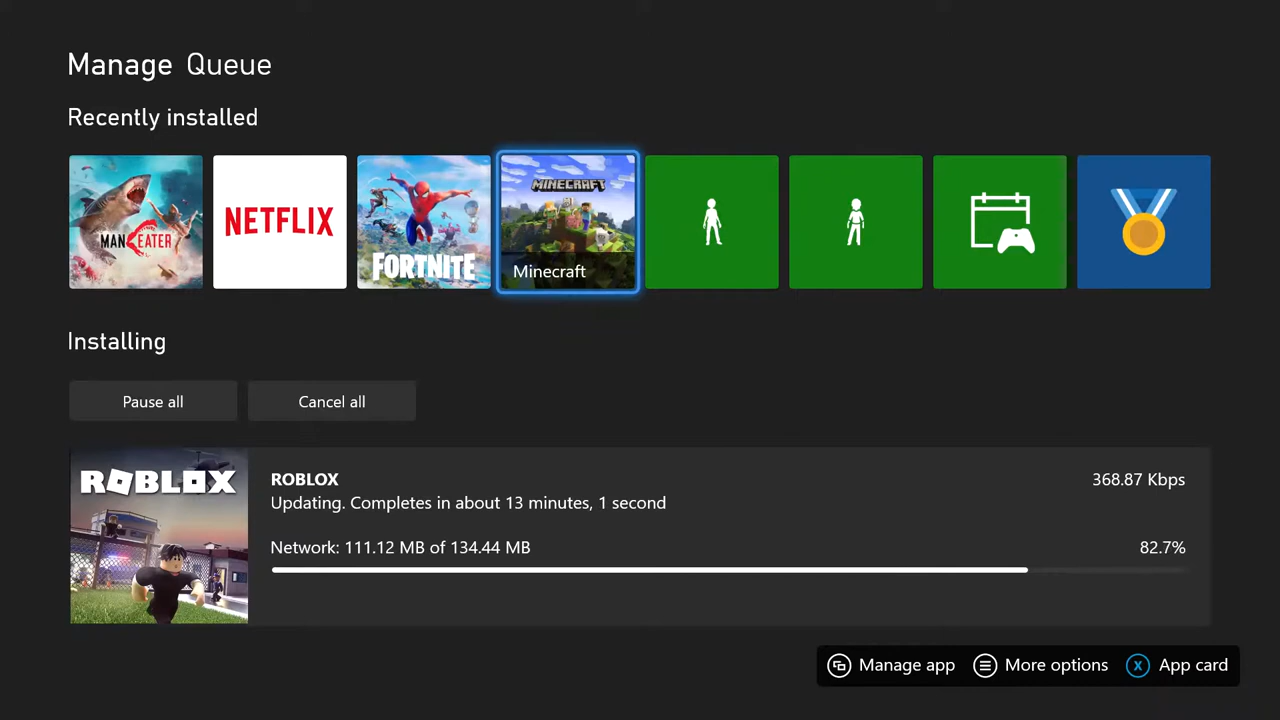 Manage Queue
Recently installed
MANEATER
NETFLIX
FORTNITE
MINECRAFT
Minecraft
Installing
Pause all
Cancel all
ROBLOX
ROBLOX
368.87 Kbps
Updating. Completes in about 13 minutes, 1 second
Network: 111.12 MB of 134.44 MB
82.7%
Manage app
More options
X
App card